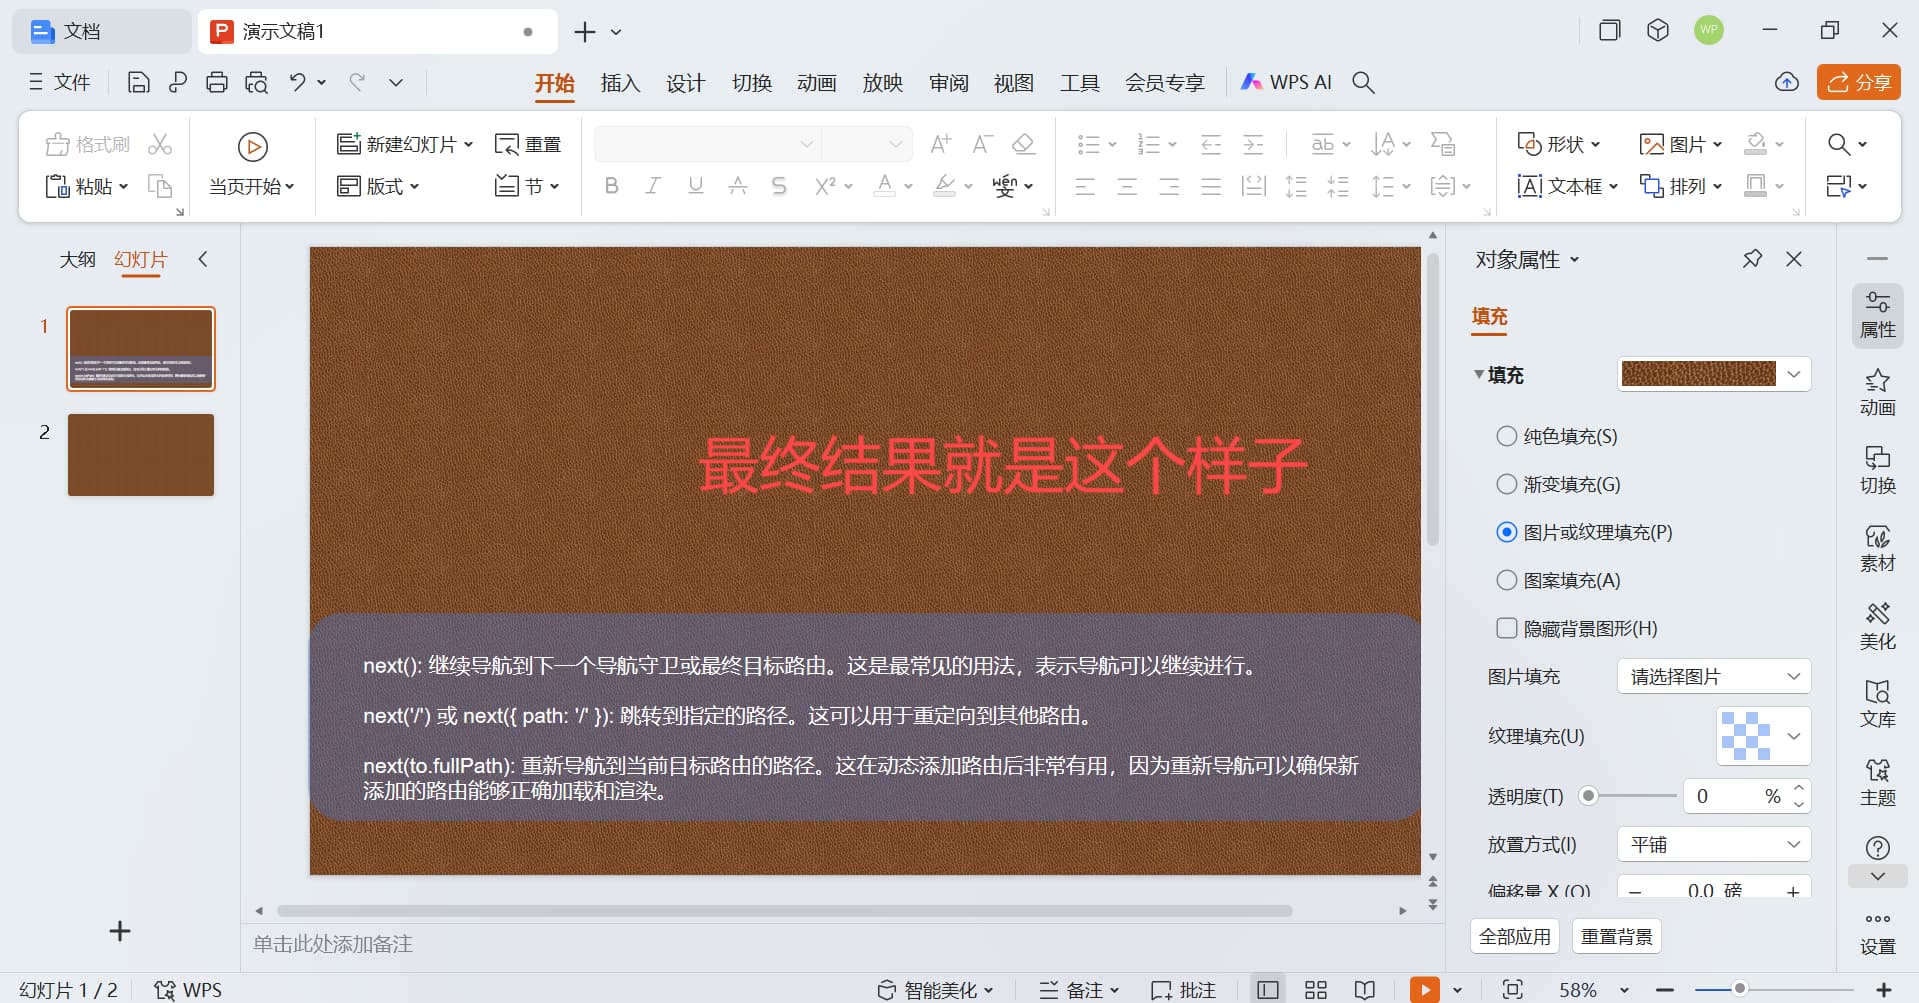 文档
演示文稿1
WP
文件
开始 插入 设计 切换 动画 放映 审阅 视图 工具 会员专享 WPS AI
分享
格式刷
粘贴
当页开始
新建幻灯片 重置
版式 节
B I U A S X² A wén 变
形状 图片
文本框 排列
大纲 幻灯片
1
2
最终结果就是这个样子
next(): 继续导航到下一个导航守卫或最终目标路由。这是最常见的用法，表示导航可以继续进行。
next('/') 或 next({ path: '/' }): 跳转到指定的路径。这可以用于重定向到其他路由。
next(to.fullPath): 重新导航到当前目标路由的路径。这在动态添加路由后非常有用，因为重新导航可以确保新
添加的路由能够正确加载和渲染。
单击此处添加备注
对象属性
填充
填充
纯色填充(S)
渐变填充(G)
图片或纹理填充(P)
图案填充(A)
隐藏背景图形(H)
图片填充 请选择图片
纹理填充(U)
透明度(T) 0 %
放置方式(I) 平铺
偏移量 X (O) 0.0 磅
全部应用 重置背景
属性
动画
切换
素材
美化
文库
主题
设置
幻灯片 1 / 2 WPS
智能美化 备注 批注
58%